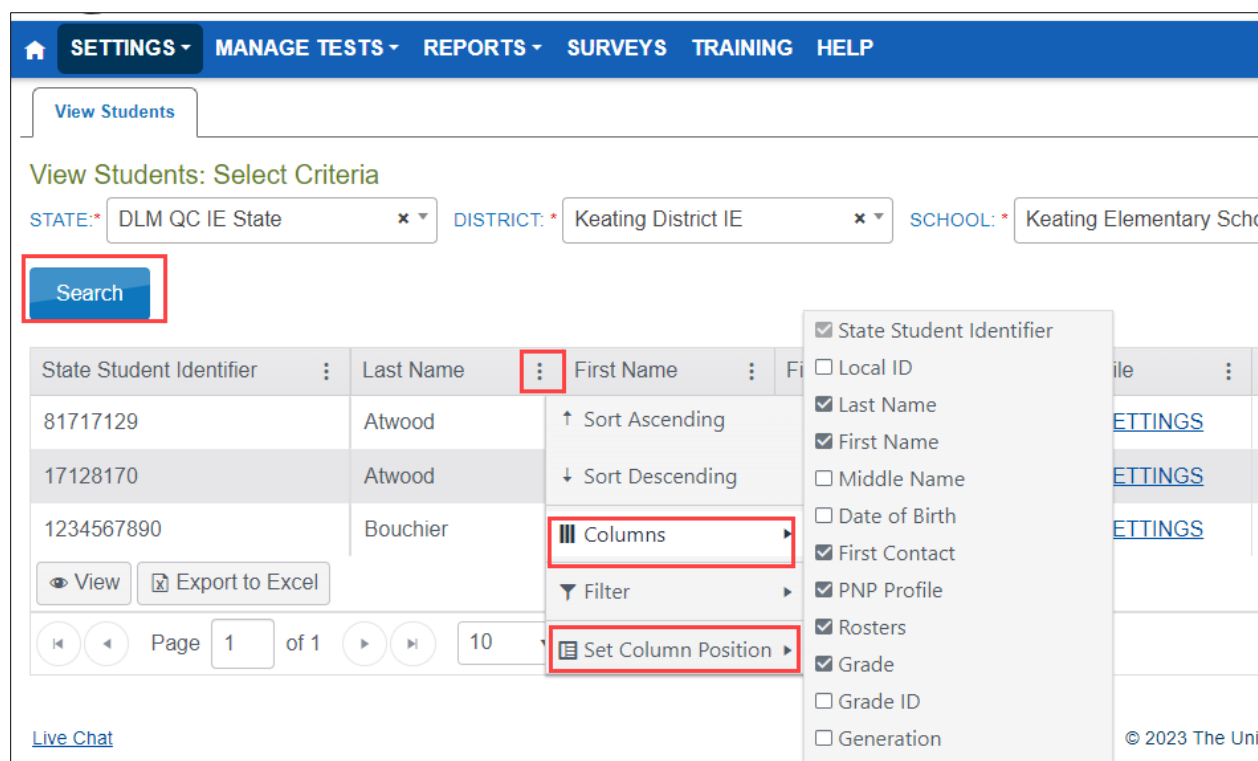 SETTINGS MANAGE TESTS REPORTS SURVEYS TRAINING HELP
View Students
View Students: Select Criteria
STATE:* DLM QC IE State × DISTRICT: * Keating District IE × SCHOOL: * Keating Elementary Scho
Search
State Student Identifier Last Name First Name Fi ile
81717129 Atwood ETTINGS
17128170 Atwood ETTINGS
1234567890 Bouchier ETTINGS
Sort Ascending
Sort Descending
Columns
Filter
Set Column Position
State Student Identifier
Local ID
Last Name
First Name
Middle Name
Date of Birth
First Contact
PNP Profile
Rosters
Grade
Grade ID
Generation
View Export to Excel
Page 1 of 1 10
Live Chat © 2023 The Uni